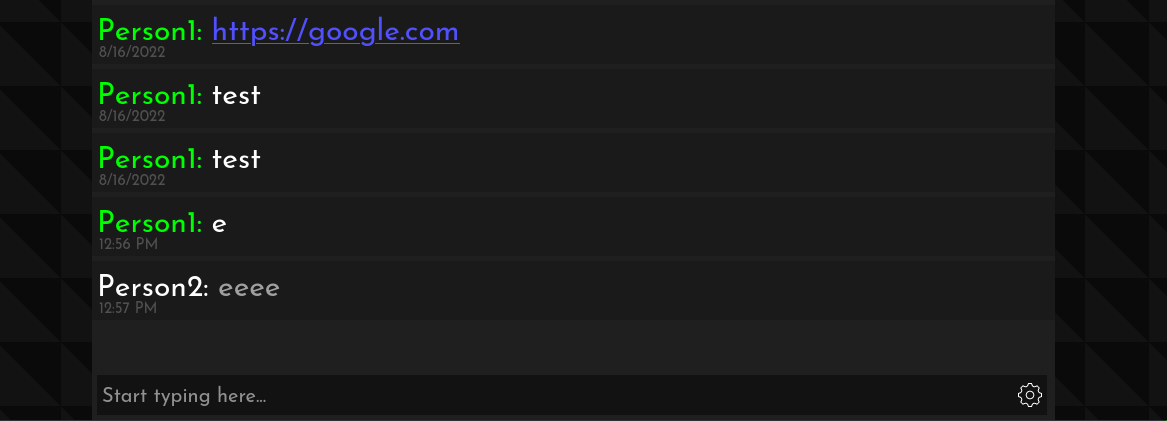 Person1: https://google.com
8/16/2022
Person1: test
8/16/2022
Person1: test
8/16/2022
Person1: e
12:56 PM
Person2: eeee
12:57 PM
Start typing here...